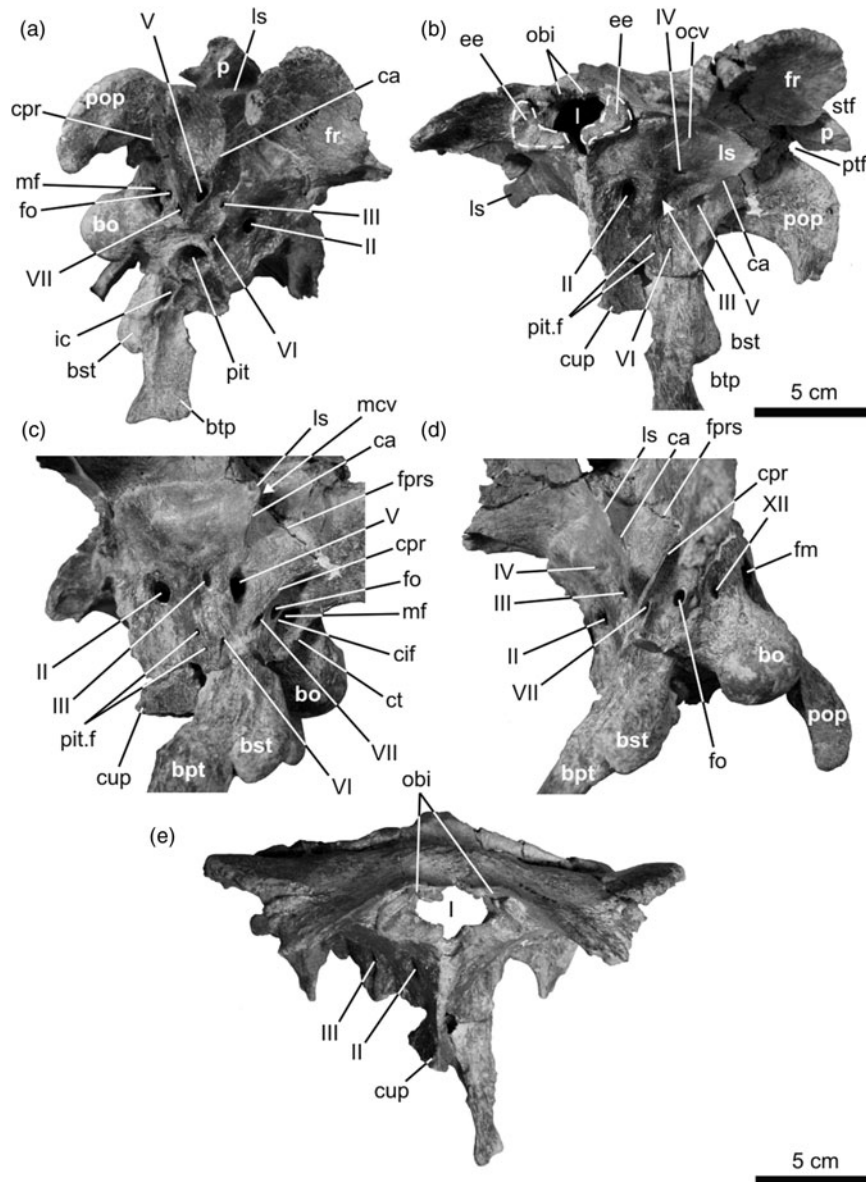 (a)
V
ls
p
ca
pop
cpr
fr
mf
fo
bo
III
II
VII
VI
ic
bst
pit
btp
(b)
ee
obi
ee
IV
ocv
I
fr
stf
p
ls
ptf
ls
pop
ca
II
III
V
pit.f
cup
VI
bst
btp
5 cm
(c)
ls
mcv
ca
fprs
V
cpr
fo
mf
cif
ct
II
III
pit.f
bo
cup
bst
bpt
VII
VI
(d)
ls
ca
fprs
cpr
XII
fm
IV
III
II
VII
bo
bst
pop
bpt
fo
(e)
obi
I
III
II
cup
5 cm